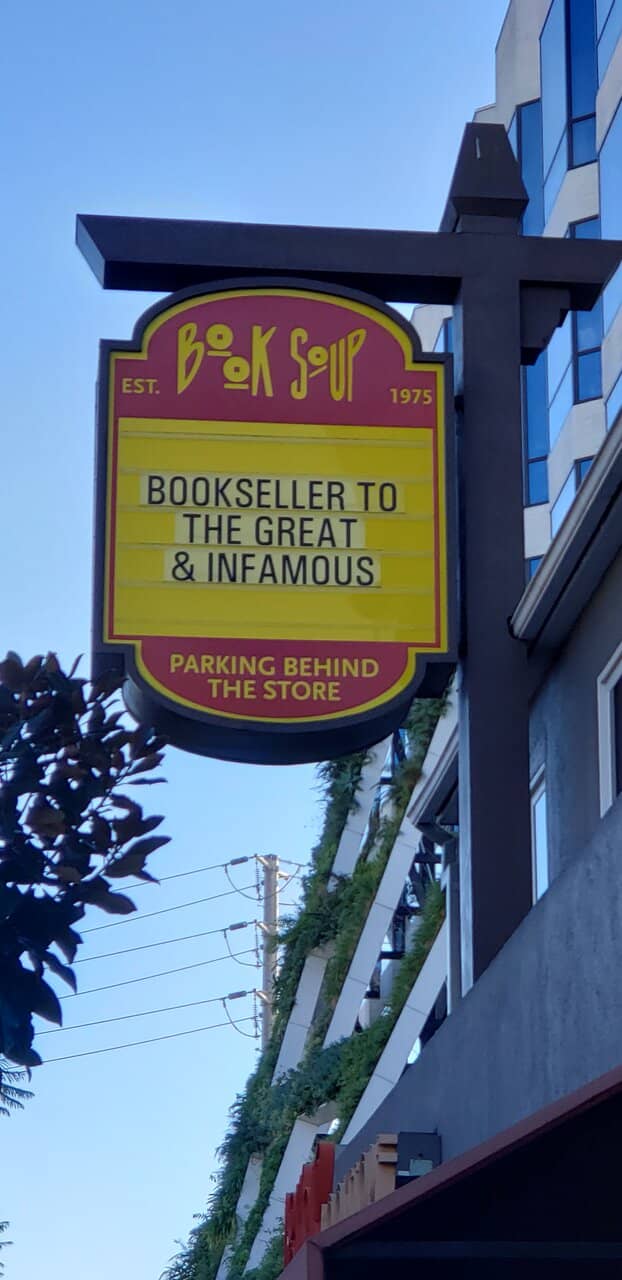 BOOK SOUP
EST. 1975
BOOKSELLER TO
THE GREAT
& INFAMOUS
PARKING BEHIND
THE STORE